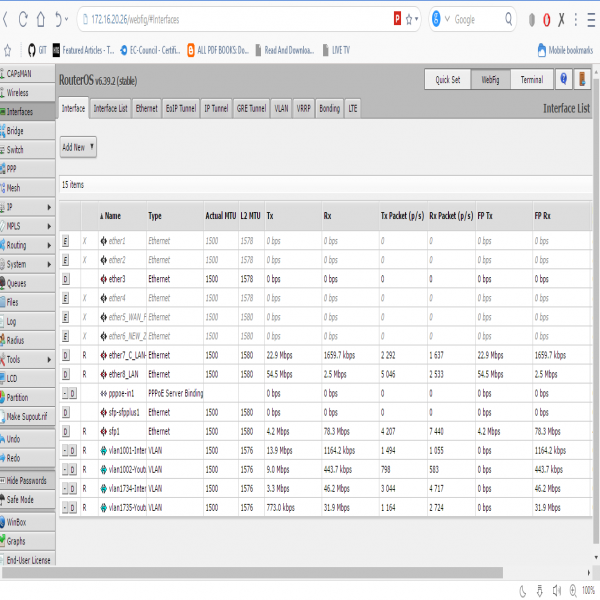 172.16.20.26/webfig/#Interfaces
Google
GIT
Featured Articles - T...
EC-Council - Certifi...
ALL PDF BOOKS: Do...
Read And Downloa...
LIVE TV
Mobile bookmarks
CAPsMAN
Wireless
Interfaces
Bridge
Switch
PPP
Mesh
IP
MPLS
Routing
System
Queues
Files
Log
Radius
Tools
LCD
Partition
Make Supout.rif
Undo
Redo
Hide Passwords
Safe Mode
WinBox
Graphs
End-User License
RouterOS v6.39.2 (stable)
Quick Set WebFig Terminal
Interface Interface List Ethernet EoIP Tunnel IP Tunnel GRE Tunnel VLAN VRRP Bonding LTE
Interface List
Add New
15 items
Name Type Actual MTU L2 MTU Tx Rx Tx Packet (p/s) Rx Packet (p/s) FP Tx FP Rx
E X ether1 Ethernet 1500 1578 0 bps 0 bps 0 0 0 bps 0 bps
E X ether2 Ethernet 1500 1578 0 bps 0 bps 0 0 0 bps 0 bps
D ether3 Ethernet 1500 1578 0 bps 0 bps 0 0 0 bps 0 bps
E X ether4 Ethernet 1500 1578 0 bps 0 bps 0 0 0 bps 0 bps
E X ether5_WAN_F Ethernet 1500 1580 0 bps 0 bps 0 0 0 bps 0 bps
E X ether6_NEW_Z Ethernet 1500 1580 0 bps 0 bps 0 0 0 bps 0 bps
D R ether7_C_LAN- Ethernet 1500 1580 22.9 Mbps 1659.7 kbps 2 292 1 637 22.9 Mbps 1659.7 kbps
D R ether8_LAN Ethernet 1500 1580 54.5 Mbps 2.5 Mbps 5 046 2 533 54.5 Mbps 2.5 Mbps
- D pppoe-in1 PPPoE Server Binding 0 bps 0 bps 0 0 0 bps 0 bps
D sfp-sfpplus1 Ethernet 1500 1580 0 bps 0 bps 0 0 0 bps 0 bps
D R sfp1 Ethernet 1500 1580 4.2 Mbps 78.3 Mbps 4 207 7 440 4.2 Mbps 78.3 Mbps
- D R vlan1001-Inter VLAN 1500 1576 13.9 Mbps 1164.2 kbps 1 494 1 055 0 bps 1164.2 kbps
- D R vlan1002-Youtu VLAN 1500 1576 9.0 Mbps 443.7 kbps 798 583 0 bps 443.7 kbps
- D R vlan1734-Inter VLAN 1500 1576 3.3 Mbps 46.2 Mbps 3 044 4 717 0 bps 46.2 Mbps
- D R vlan1735-Youtu VLAN 1500 1576 773.0 kbps 31.9 Mbps 1 164 2 724 0 bps 31.9 Mbps
100%